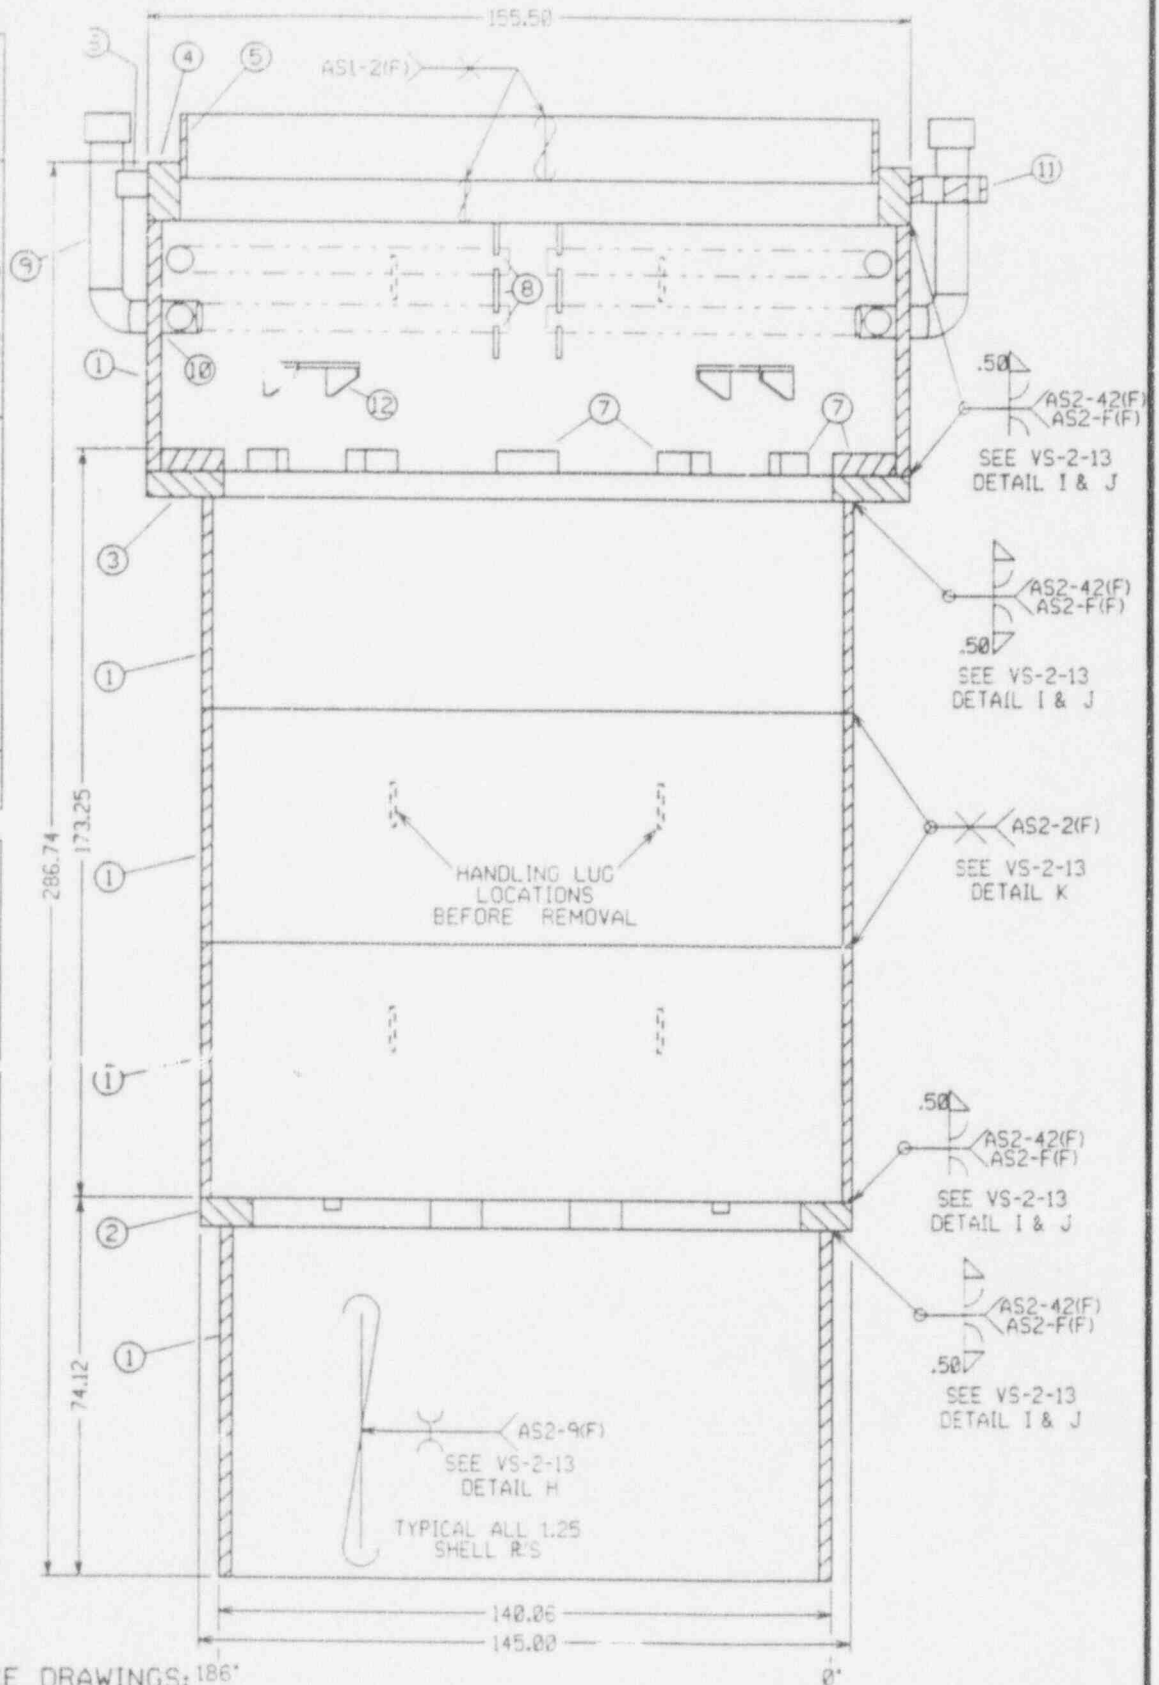 155.50
④
⑤
AS1-2(F)
⑪
⑨
⑧
①
⑩
⑫
⑦
⑦
.50
AS2-42(F)
AS2-F(F)
SEE VS-2-13
DETAIL I & J
③
AS2-42(F)
AS2-F(F)
.50
SEE VS-2-13
DETAIL I & J
①
286.74
173.25
①
HANDLING LUG
LOCATIONS
BEFORE REMOVAL
AS2-2(F)
SEE VS-2-13
DETAIL K
①
.50
AS2-42(F)
AS2-F(F)
SEE VS-2-13
DETAIL I & J
②
AS2-42(F)
AS2-F(F)
.50
SEE VS-2-13
DETAIL I & J
①
74.12
AS2-9(F)
SEE VS-2-13
DETAIL H
TYPICAL ALL 1.25
SHELL ℞'S
140.06
145.00
DRAWINGS:
186°
0°